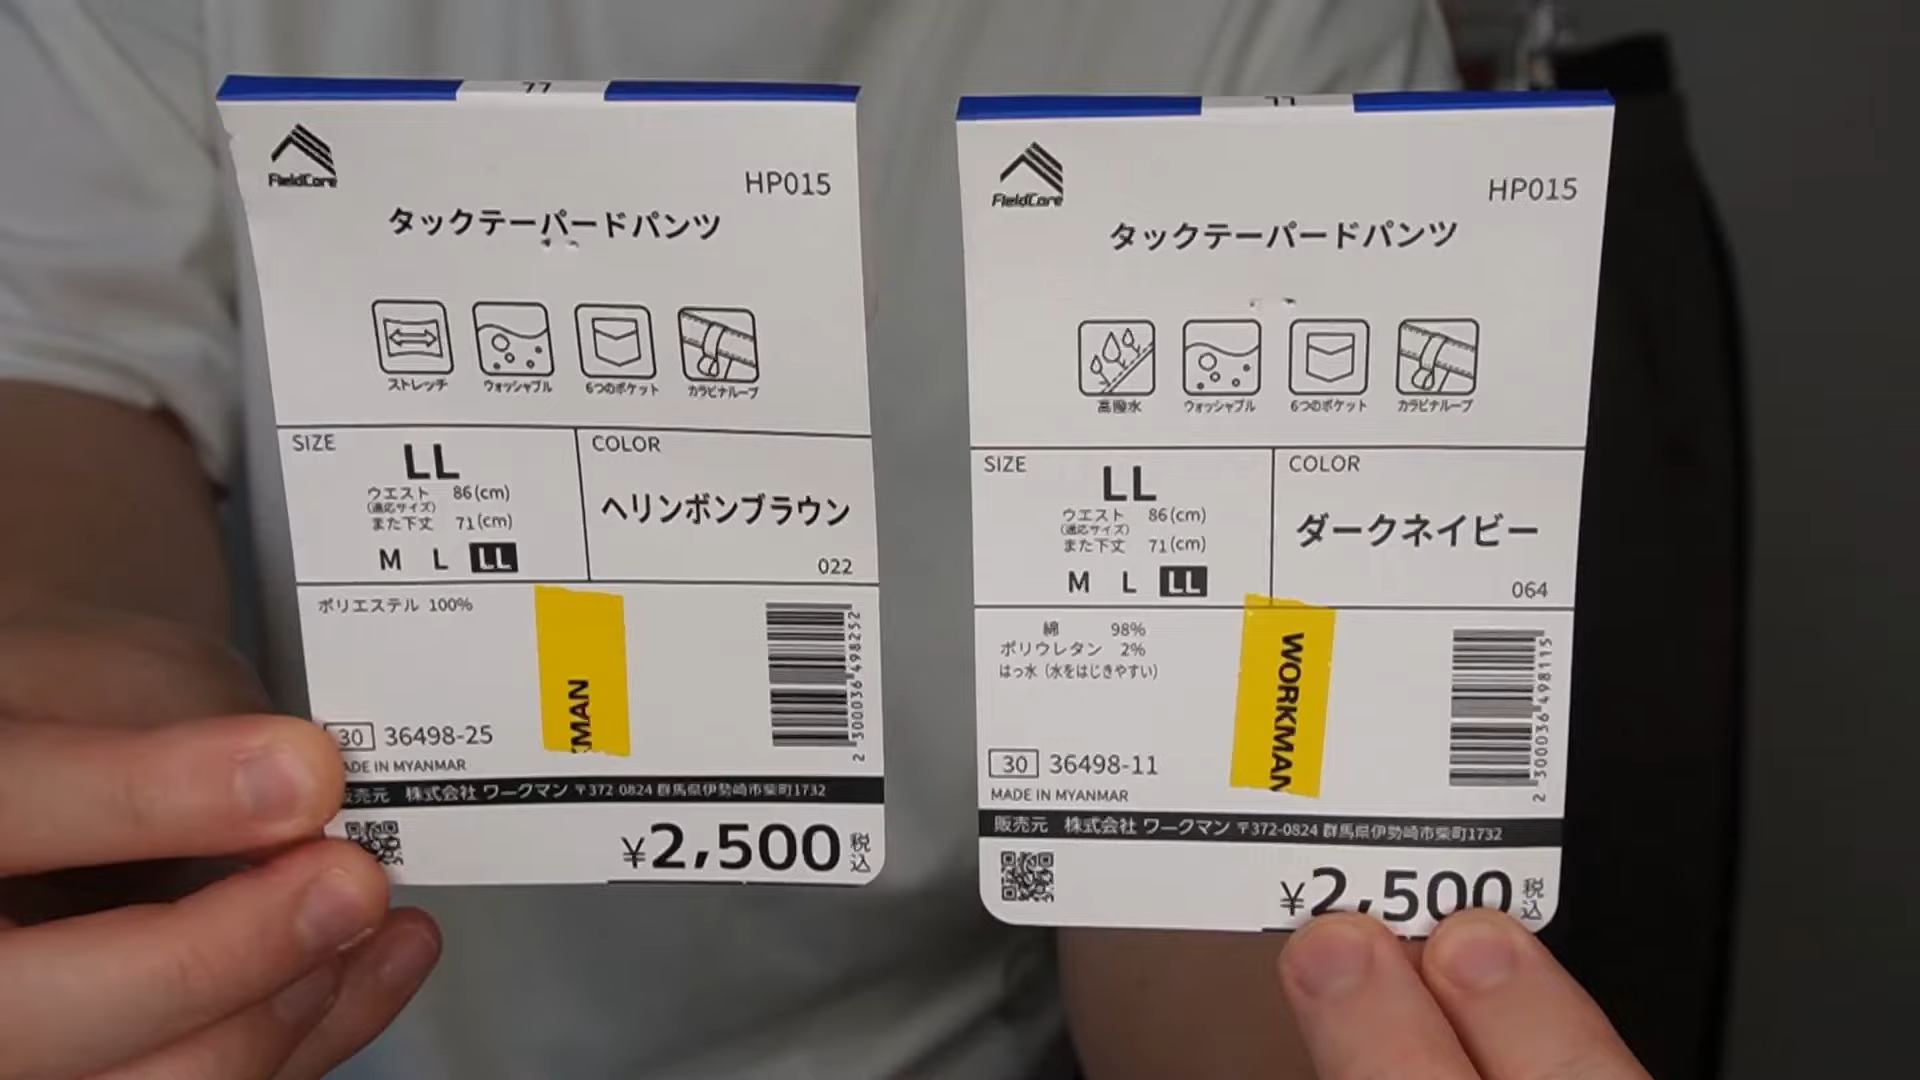 77
FieldCore
HP015
タックテーパードパンツ
ストレッチ
ウォッシャブル
6つのポケット
カラビナループ
SIZE
LL
ウエスト 86(cm)
(適応サイズ)
また下丈 71(cm)
M L LL
COLOR
ヘリンボンブラウン
022
ポリエステル 100%
KMAN
2 300036 498252
30 36498-25
ADE IN MYANMAR
販売元 株式会社 ワークマン 〒372-0824 群馬県伊勢崎市柴町1732
¥2,500 税込
FieldCore
HP015
タックテーパードパンツ
高撥水
ウォッシャブル
6つのポケット
カラビナループ
SIZE
LL
ウエスト 86(cm)
(適応サイズ)
また下丈 71(cm)
M L LL
COLOR
ダークネイビー
064
綿 98%
ポリウレタン 2%
はっ水(水をはじきやすい)
WORKMAN
2 300036 498115
30 36498-11
MADE IN MYANMAR
販売元 株式会社 ワークマン 〒372-0824 群馬県伊勢崎市柴町1732
¥2,500 税込